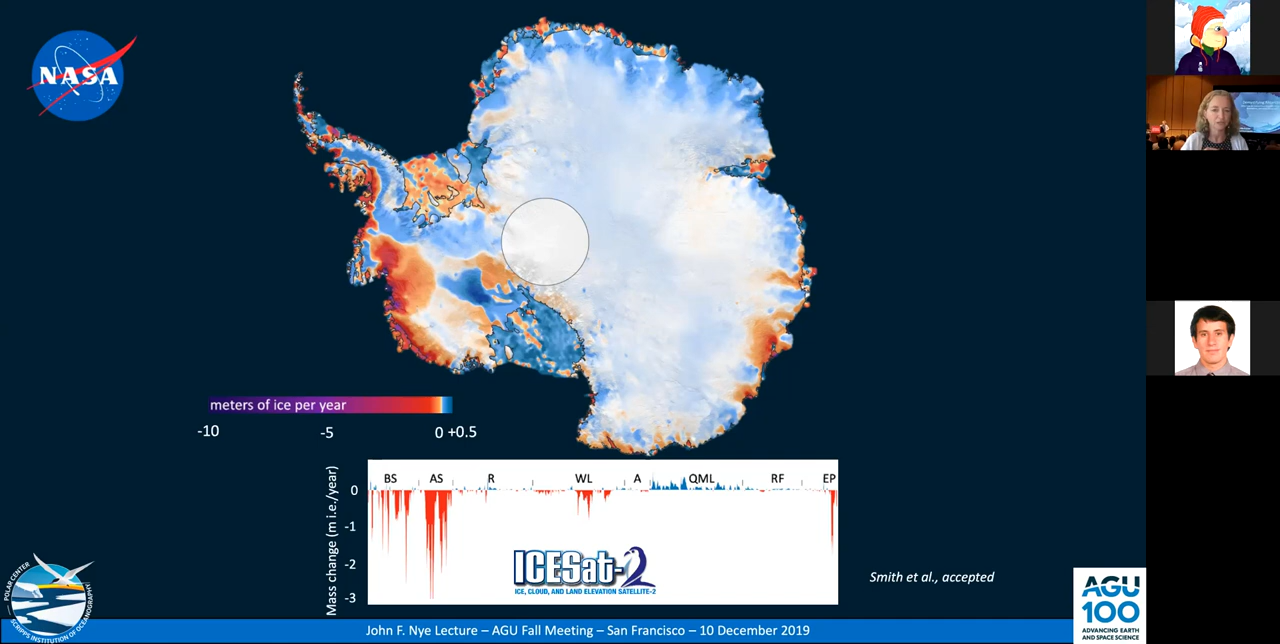 NASA
meters of ice per year
-10 -5 0 +0.5
Mass change (m i.e./year)
BS AS R WL A QML RF EP
0
-1
-2
-3
ICESat-2
ICE, CLOUD, AND LAND ELEVATION SATELLITE-2
Smith et al., accepted
POLAR CENTER
SCRIPPS INSTITUTION OF OCEANOGRAPHY
John F. Nye Lecture – AGU Fall Meeting – San Francisco – 10 December 2019
AGU
100
ADVANCING EARTH
AND SPACE SCIENCE